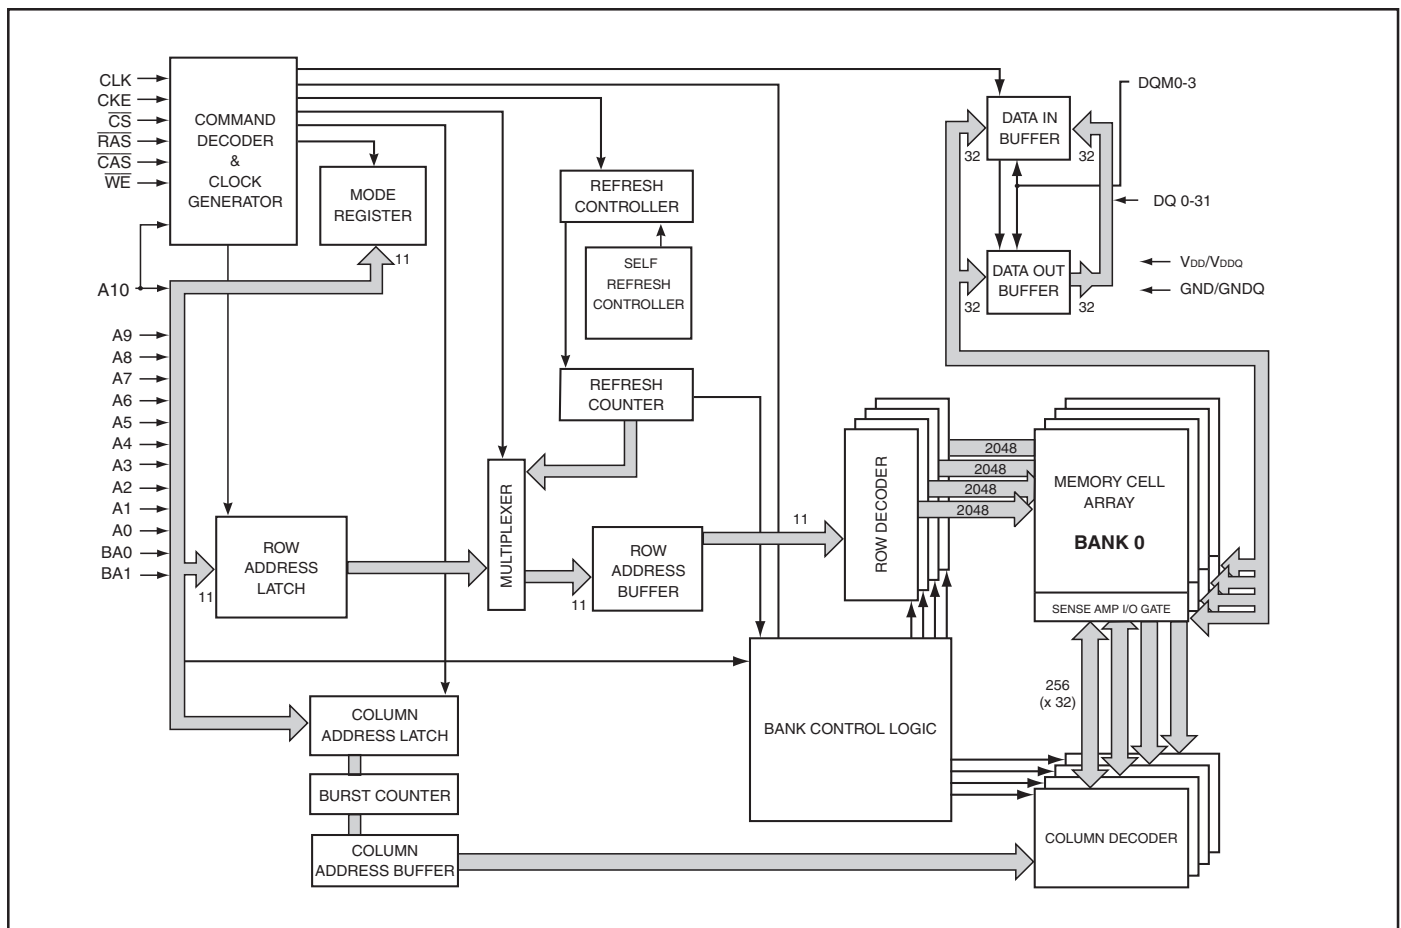 CLK
CKE
CS
RAS
CAS
WE
A10
A9
A8
A7
A6
A5
A4
A3
A2
A1
A0
BA0
BA1
COMMAND
DECODER
&
CLOCK
GENERATOR
MODE
REGISTER
11
REFRESH
CONTROLLER
SELF
REFRESH
CONTROLLER
REFRESH
COUNTER
DATA IN
BUFFER
32
32
DQM0-3
DQ 0-31
DATA OUT
BUFFER
32
32
VDD/VDDQ
GND/GNDQ
ROW
ADDRESS
LATCH
11
MULTIPLEXER
11
ROW
ADDRESS
BUFFER
11
ROW DECODER
2048
2048
2048
2048
MEMORY CELL
ARRAY
BANK 0
SENSE AMP I/O GATE
256
(x 32)
BANK CONTROL LOGIC
COLUMN
ADDRESS LATCH
BURST COUNTER
COLUMN
ADDRESS BUFFER
COLUMN DECODER